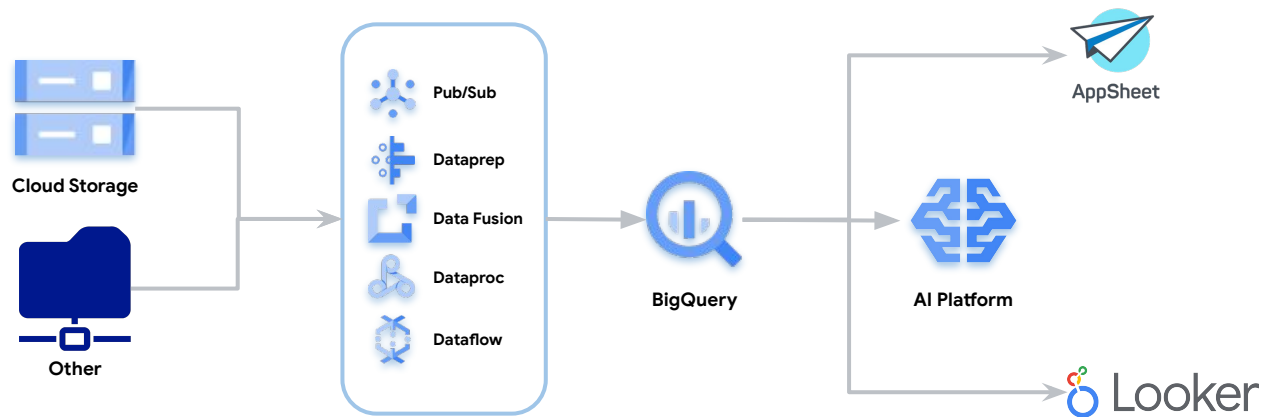 Cloud Storage
Other
Pub/Sub
Dataprep
Data Fusion
Dataproc
Dataflow
BigQuery
AppSheet
AI Platform
Looker